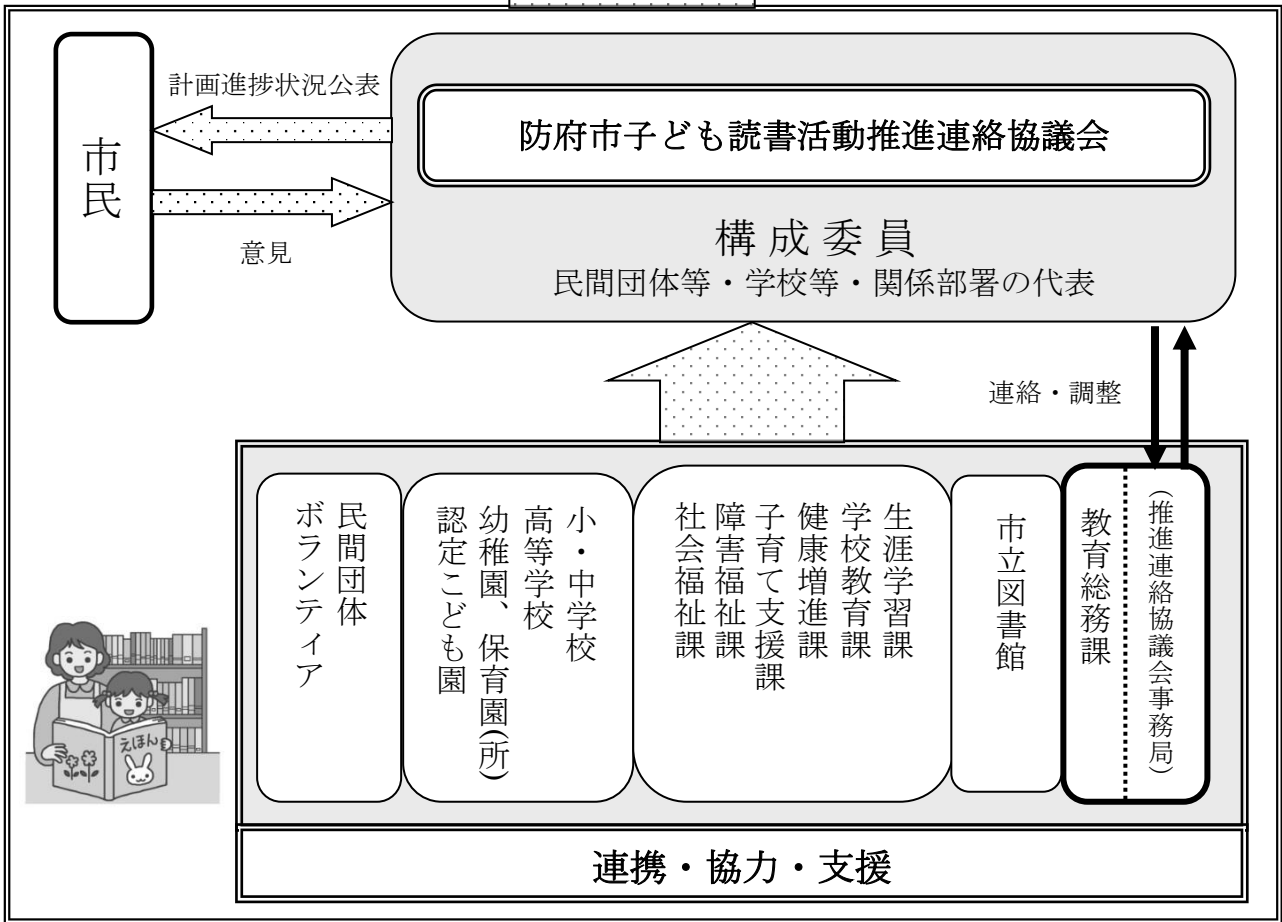 計画進捗状況公表
市民
意見
防府市子ども読書活動推進連絡協議会
構成委員
民間団体等・学校等・関係部署の代表
連絡・調整
(推進連絡協議会事務局)
教育総務課
市立図書館
生涯学習課
学校教育課
健康増進課
子育て支援課
障害福祉課
社会福祉課
小・中学校
高等学校
幼稚園、保育園(所)
認定こども園
民間団体
ボランティア
えほん
連携・協力・支援